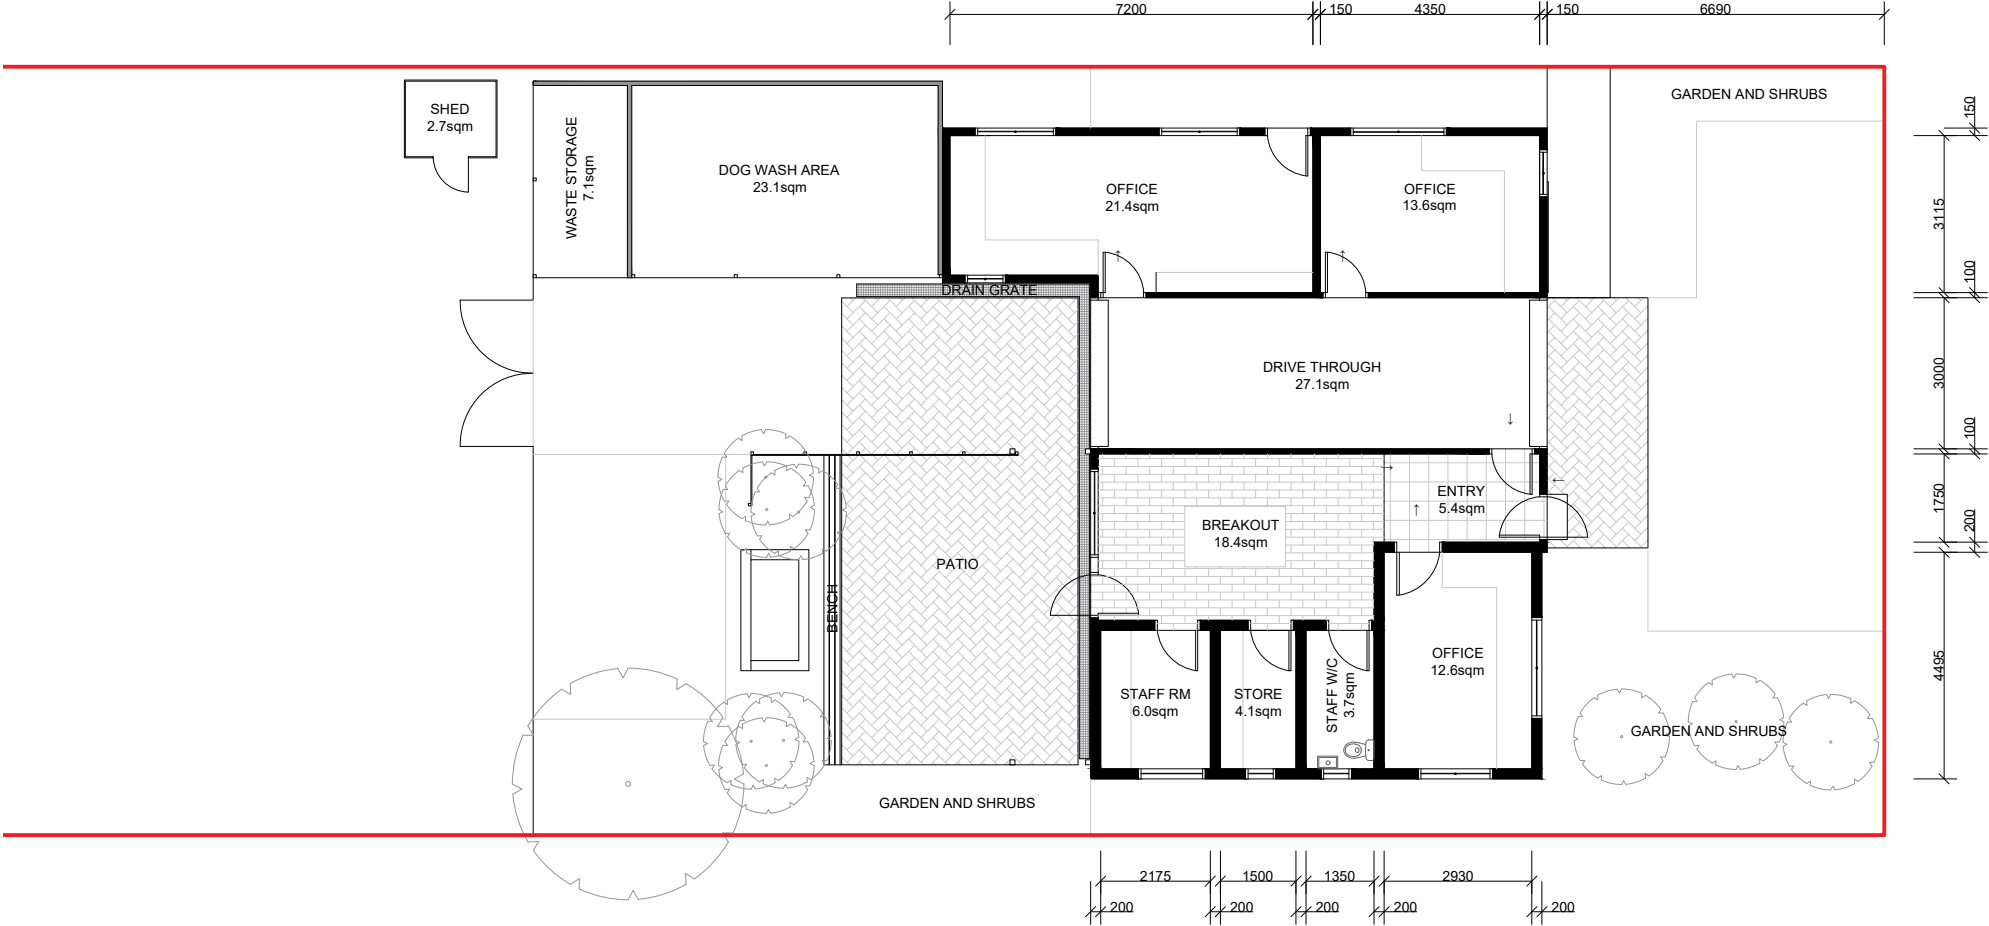 7200
150
4350
150
6690
GARDEN AND SHRUBS
150
SHED
2.7sqm
WASTE STORAGE
7.1sqm
DOG WASH AREA
23.1sqm
OFFICE
21.4sqm
OFFICE
13.6sqm
3115
100
DRAIN GRATE
DRIVE THROUGH
27.1sqm
3000
100
ENTRY
5.4sqm
1750
200
BREAKOUT
18.4sqm
PATIO
BENCH
OFFICE
12.6sqm
4495
STAFF RM
6.0sqm
STORE
4.1sqm
STAFF W/C
3.7sqm
GARDEN AND SHRUBS
GARDEN AND SHRUBS
2175
1500
1350
2930
200
200
200
200
200